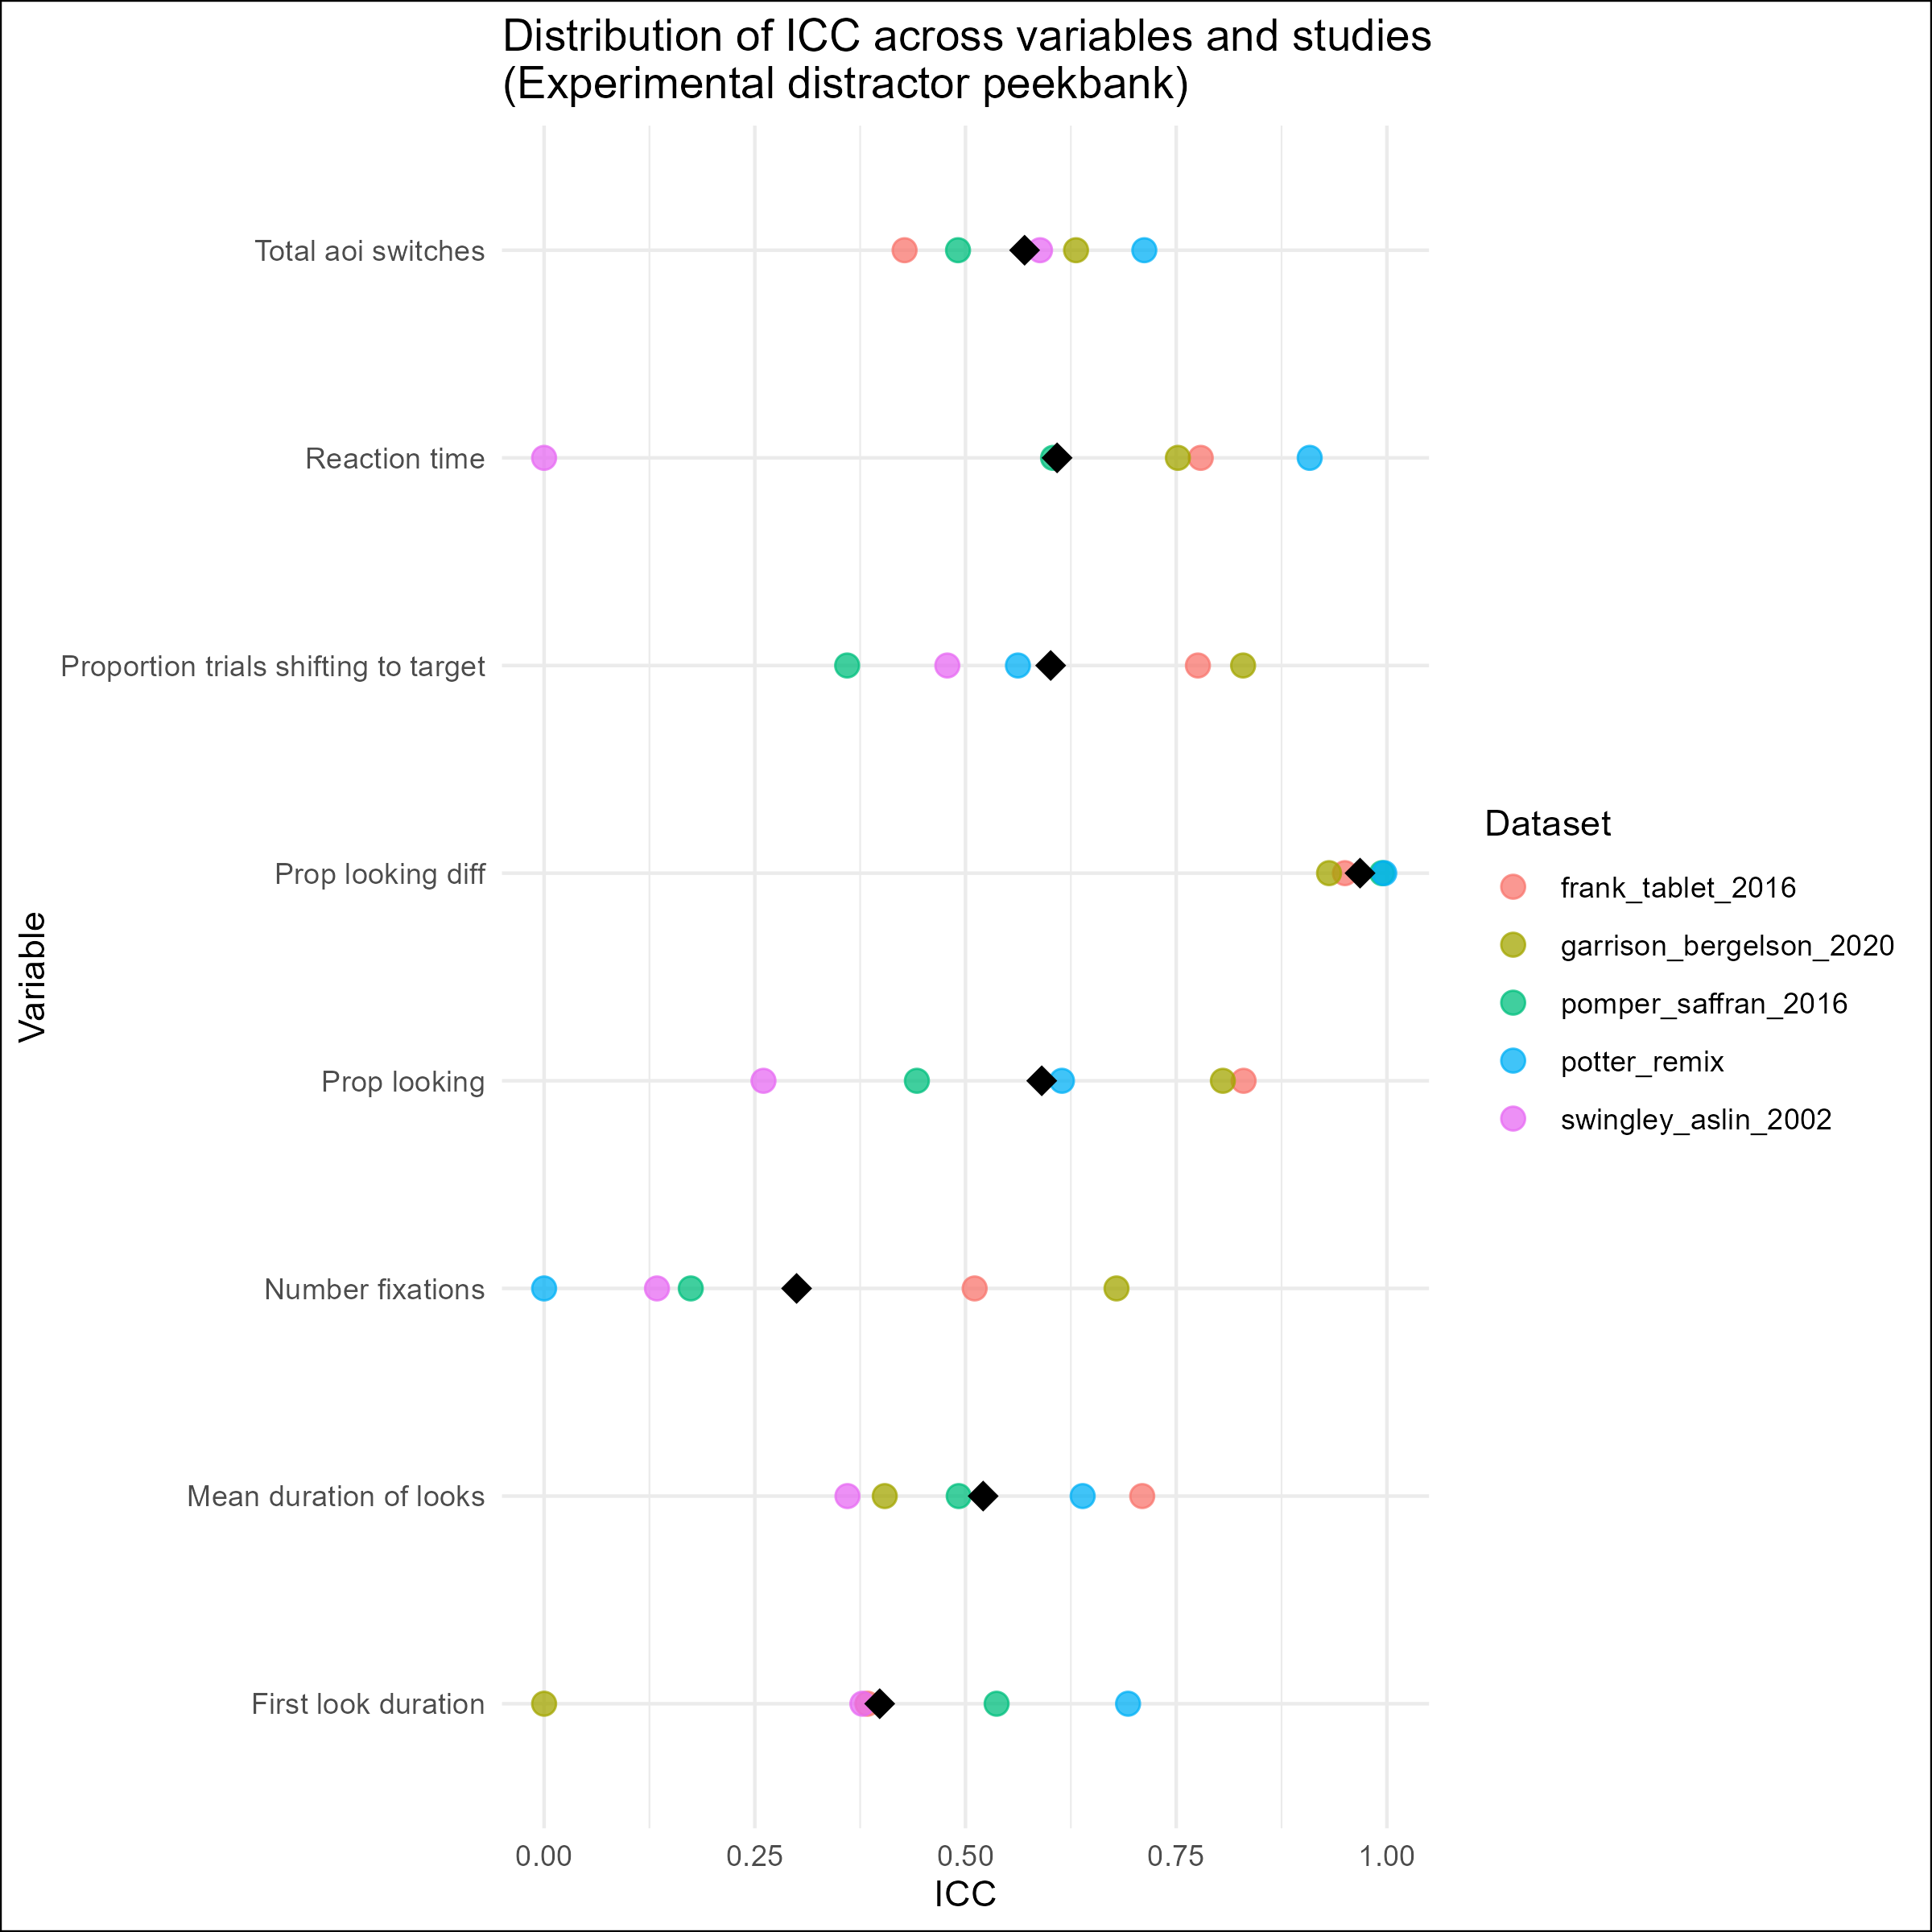 Distribution of ICC across variables and studies
(Experimental distractor peekbank)
Variable
Total aoi switches
Reaction time
Proportion trials shifting to target
Prop looking diff
Prop looking
Number fixations
Mean duration of looks
First look duration
0.00 0.25 0.50 0.75 1.00
ICC
Dataset
frank_tablet_2016
garrison_bergelson_2020
pomper_saffran_2016
potter_remix
swingley_aslin_2002